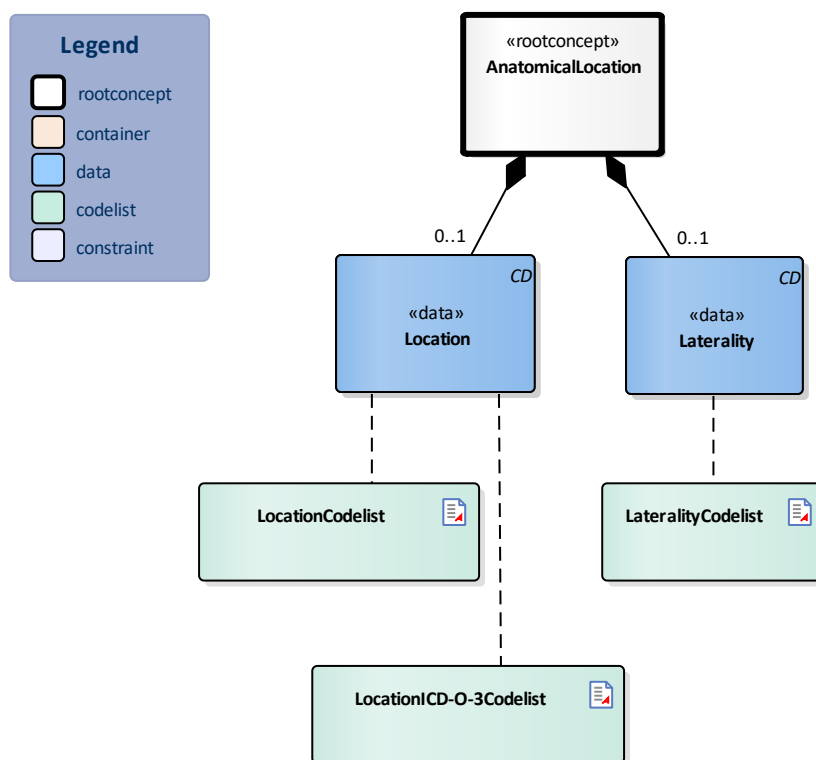 Legend
rootconcept
container
data
codelist
constraint
«rootconcept»
AnatomicalLocation
0..1
0..1
CD
«data»
Location
CD
«data»
Laterality
LocationCodelist
LateralityCodelist
LocationICD-O-3Codelist